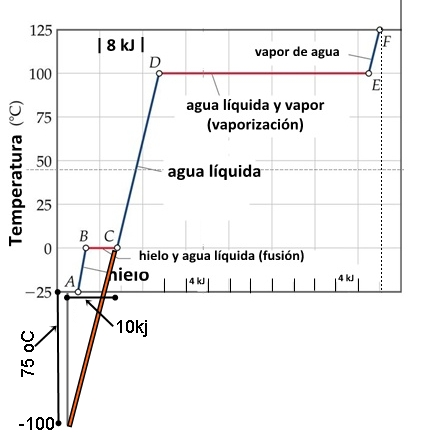 125
| 8 kJ |
F
vapor de agua
D
100
E
agua líquida y vapor
(vaporización)
75
Temperatura (°C)
50
agua líquida
25
B
C
0
hielo y agua líquida (fusión)
A
hielo
4 kJ
4 kJ
−25
10kj
75 oC
-100